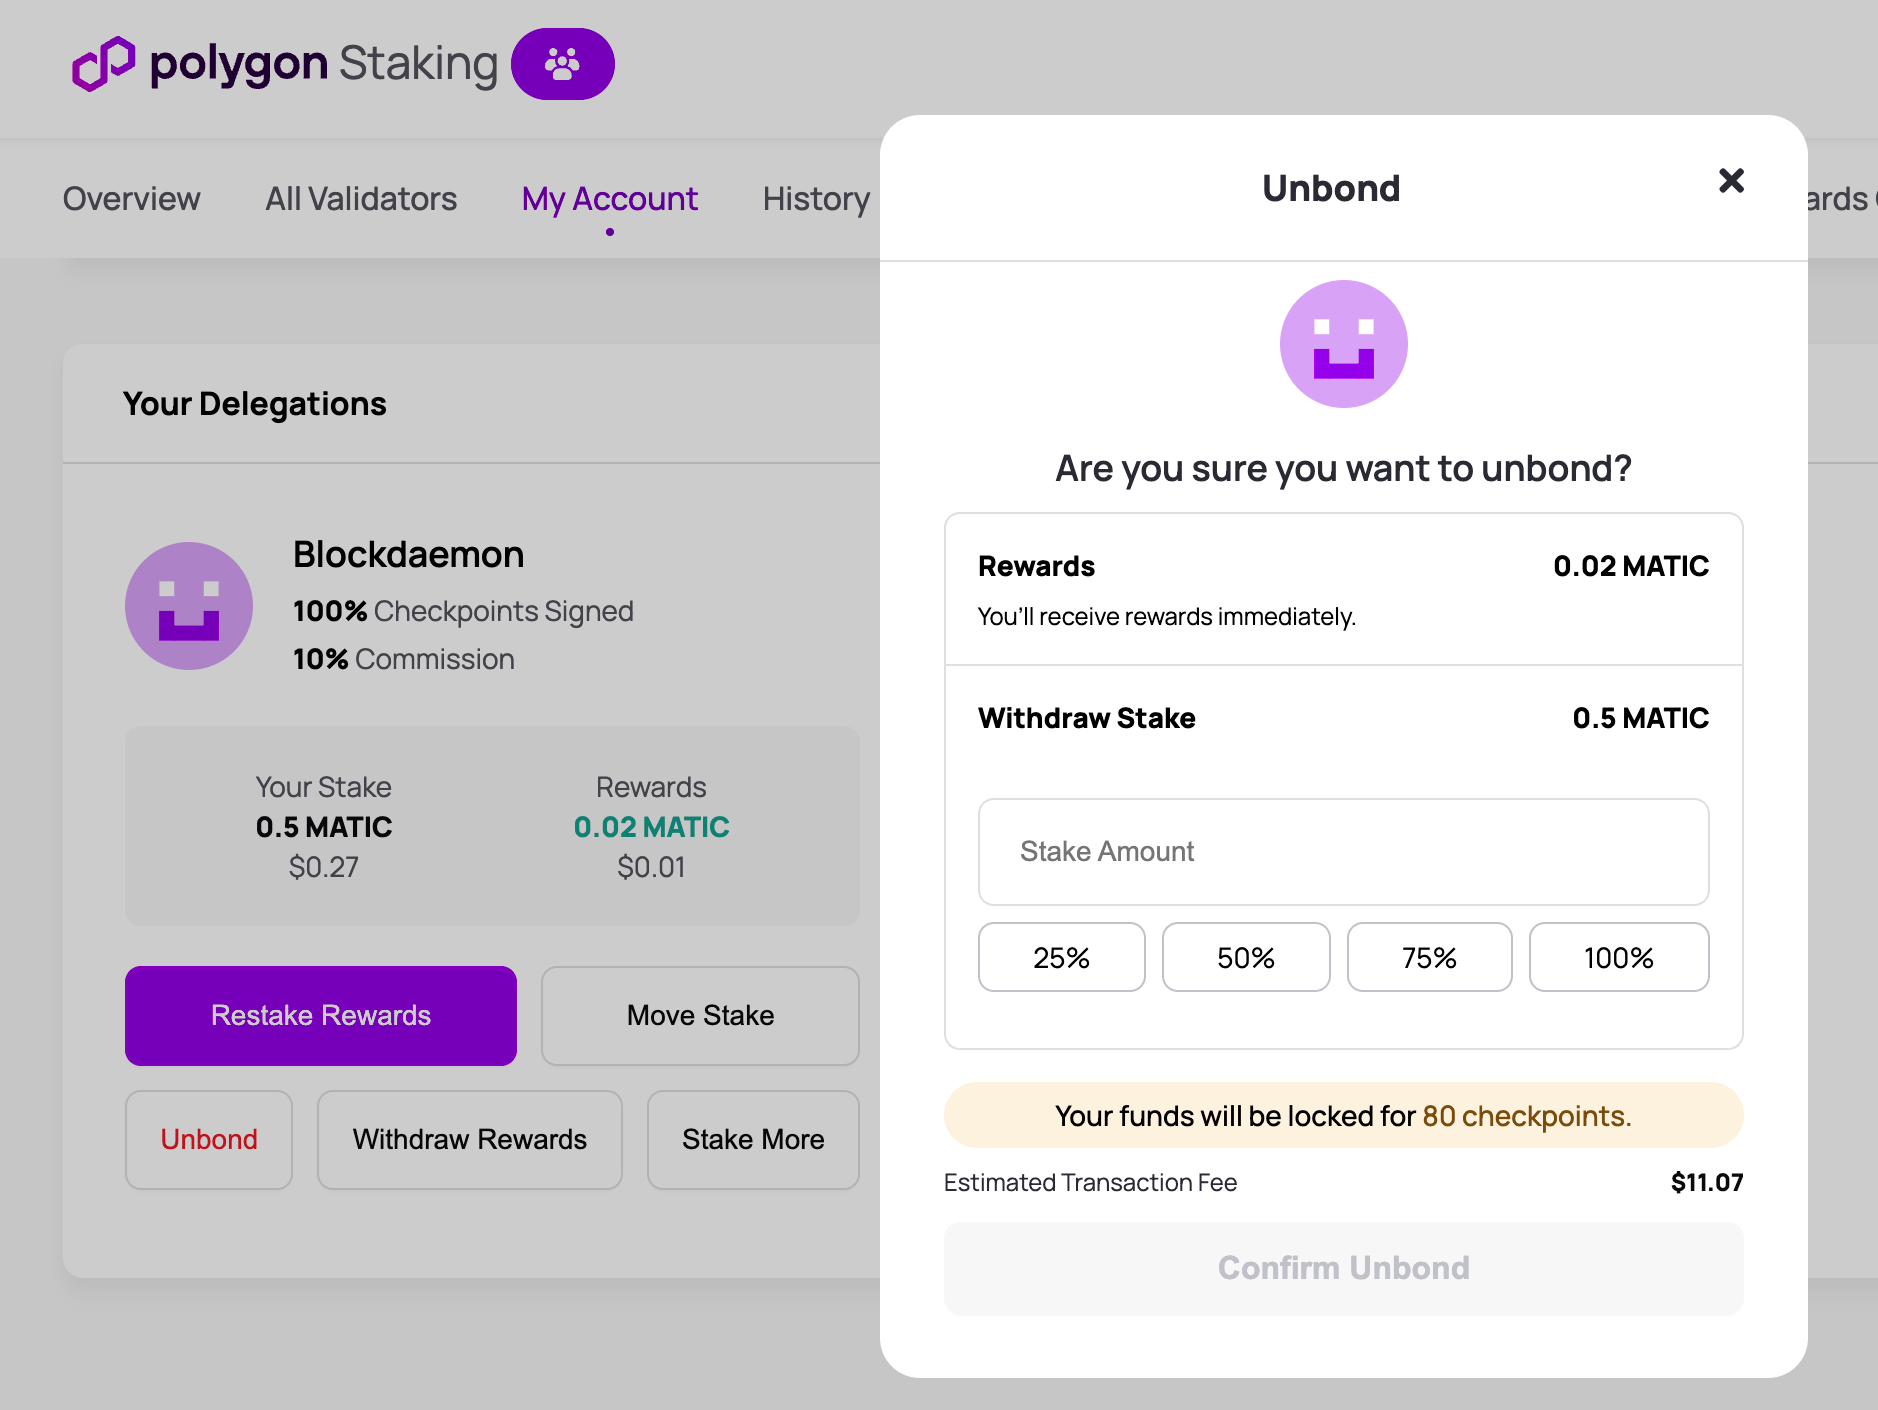 polygon Staking
Overview
All Validators
My Account
History
ards
Your Delegations
Blockdaemon
100% Checkpoints Signed
10% Commission
Your Stake
0.5 MATIC
$0.27
Rewards
0.02 MATIC
$0.01
Restake Rewards
Move Stake
Unbond
Withdraw Rewards
Stake More
Unbond
Are you sure you want to unbond?
Rewards
0.02 MATIC
You'll receive rewards immediately.
Withdraw Stake
0.5 MATIC
Stake Amount
25%
50%
75%
100%
Your funds will be locked for 80 checkpoints.
Estimated Transaction Fee
$11.07
Confirm Unbond